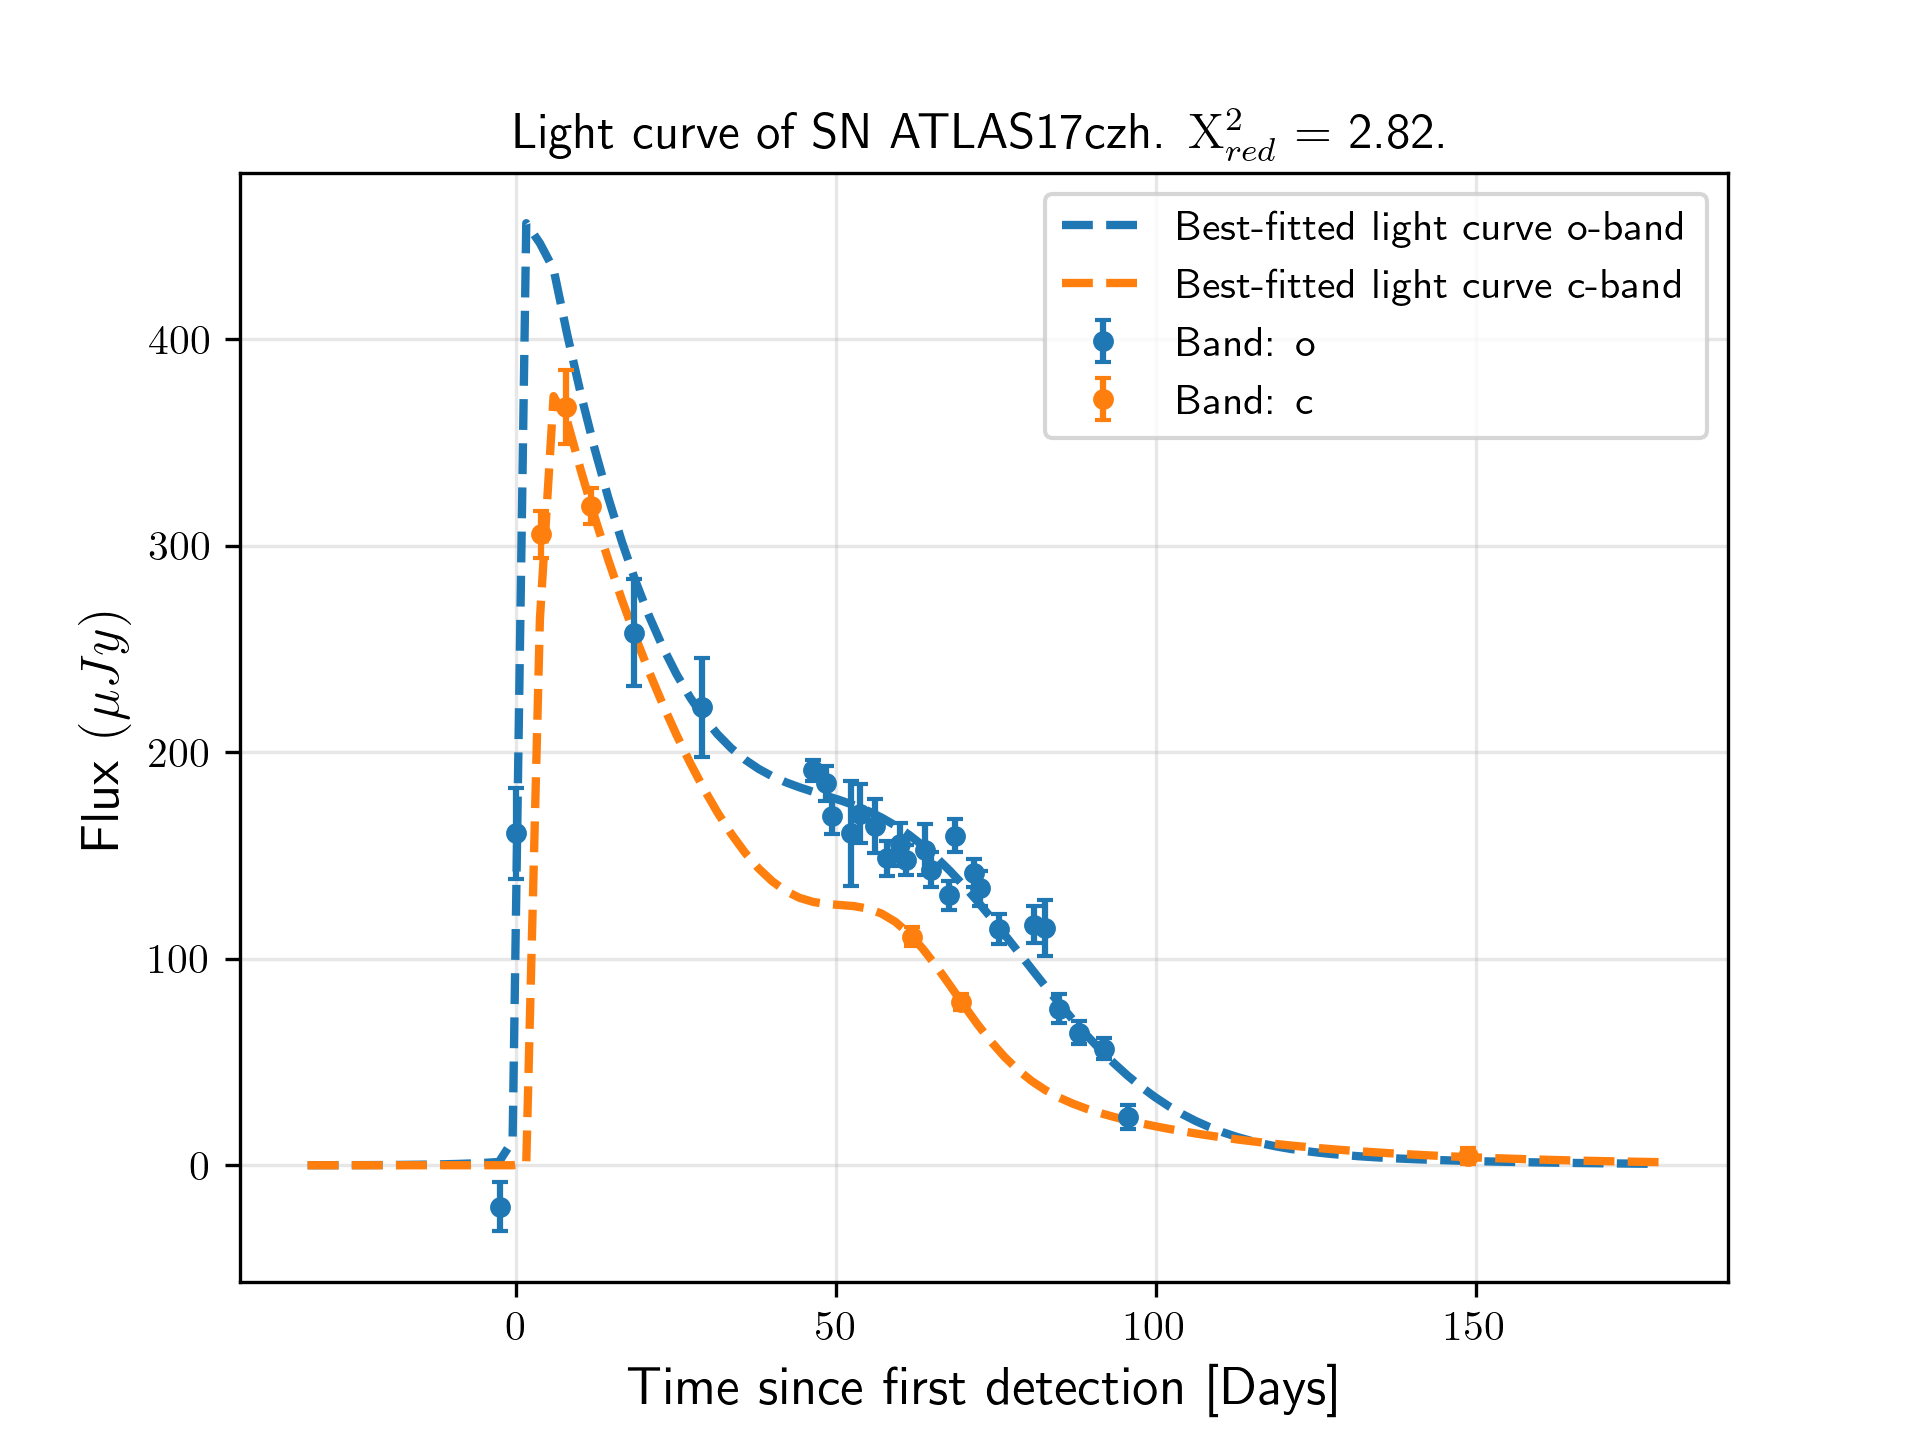 Light curve of SN ATLAS17czh. X²red = 2.82.
Best-fitted light curve o-band
Best-fitted light curve c-band
Band: o
Band: c
Flux (μJy)
400
300
200
100
0
0 50 100 150
Time since first detection [Days]